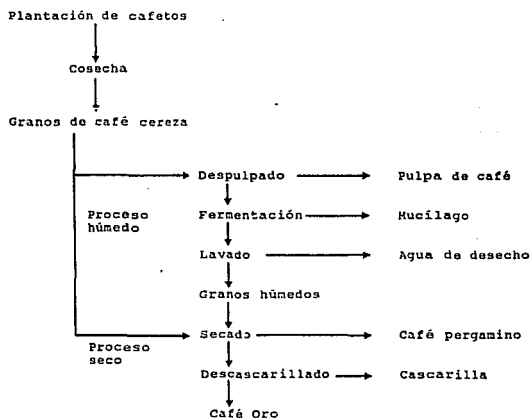 Plantación de cafetos
Cosecha
Granos de café cereza
Despulpado
Pulpa de café
Proceso
húmedo
Fermentación
Mucílago
Lavado
Agua de desecho
Granos húmedos
Proceso
seco
Secado
Café pergamino
Descascarillado
Cascarilla
Café Oro